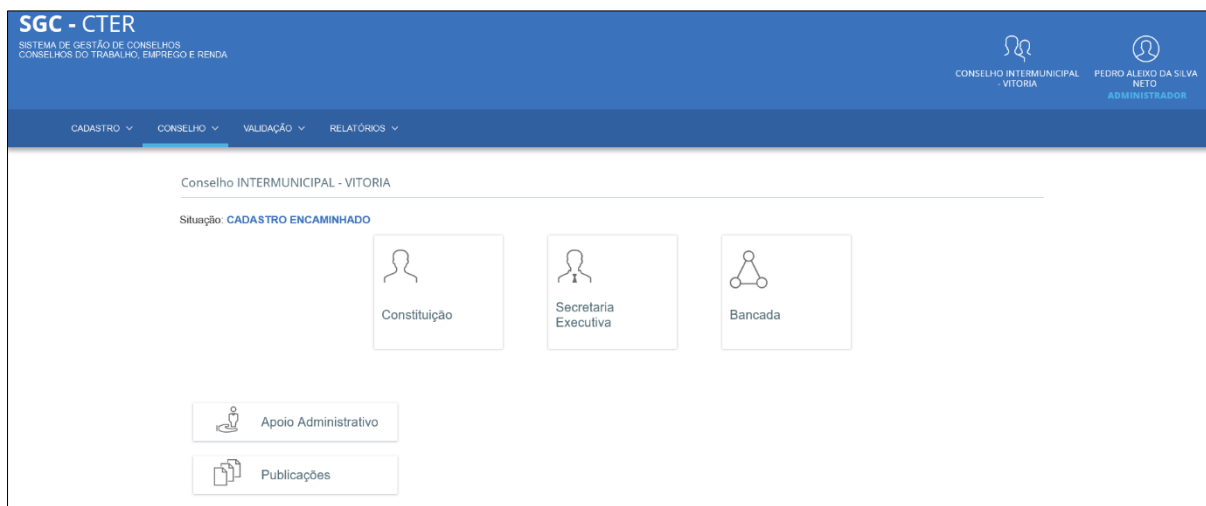 SGC - CTER
SISTEMA DE GESTÃO DE CONSELHOS
CONSELHOS DO TRABALHO, EMPREGO E RENDA
CONSELHO INTERMUNICIPAL
- VITORIA
PEDRO ALEIXO DA SILVA
NETO
ADMINISTRADOR
CADASTRO CONSELHO VALIDAÇÃO RELATÓRIOS
Conselho INTERMUNICIPAL - VITORIA
Situação: CADASTRO ENCAMINHADO
Constituição
Secretaria
Executiva
Bancada
Apoio Administrativo
Publicações